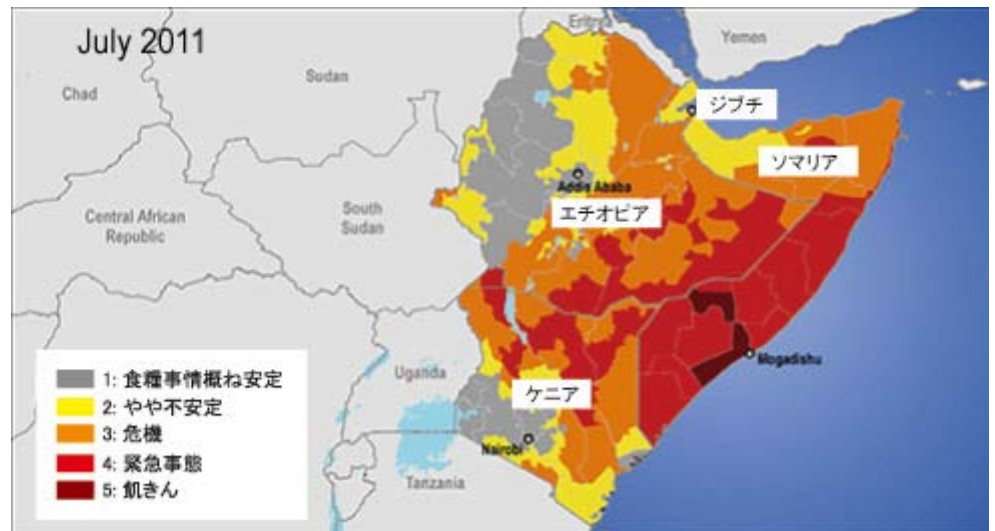 July 2011
Eritrea
Yemen
Sudan
Chad
ジブチ
ソマリア
Addis Ababa
エチオピア
Central African
Republic
South
Sudan
Mogadishu
Uganda
ケニア
Nairobi
Tanzania
1: 食糧事情概ね安定
2: やや不安定
3: 危機
4: 緊急事態
5: 飢きん